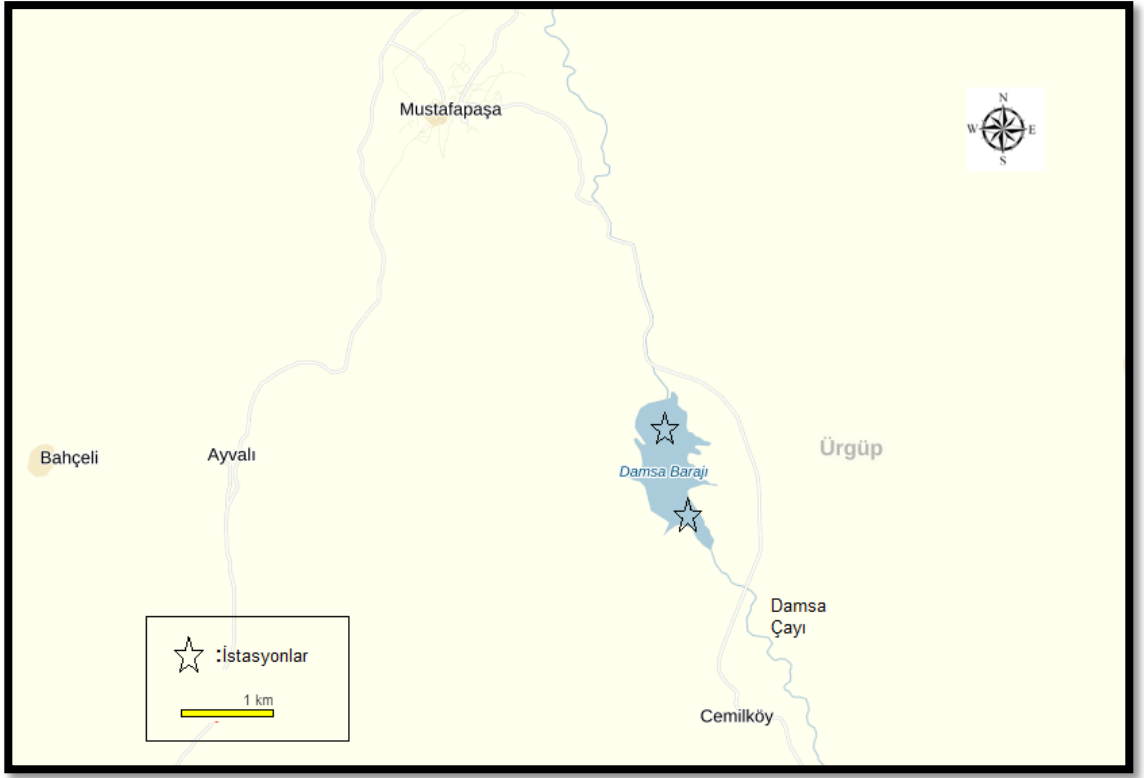 Mustafapaşa
N
W E
S
Bahçeli
Ayvalı
Ürgüp
Damsa Barajı
Damsa
Çayı
:İstasyonlar
1 km
Cemilköy